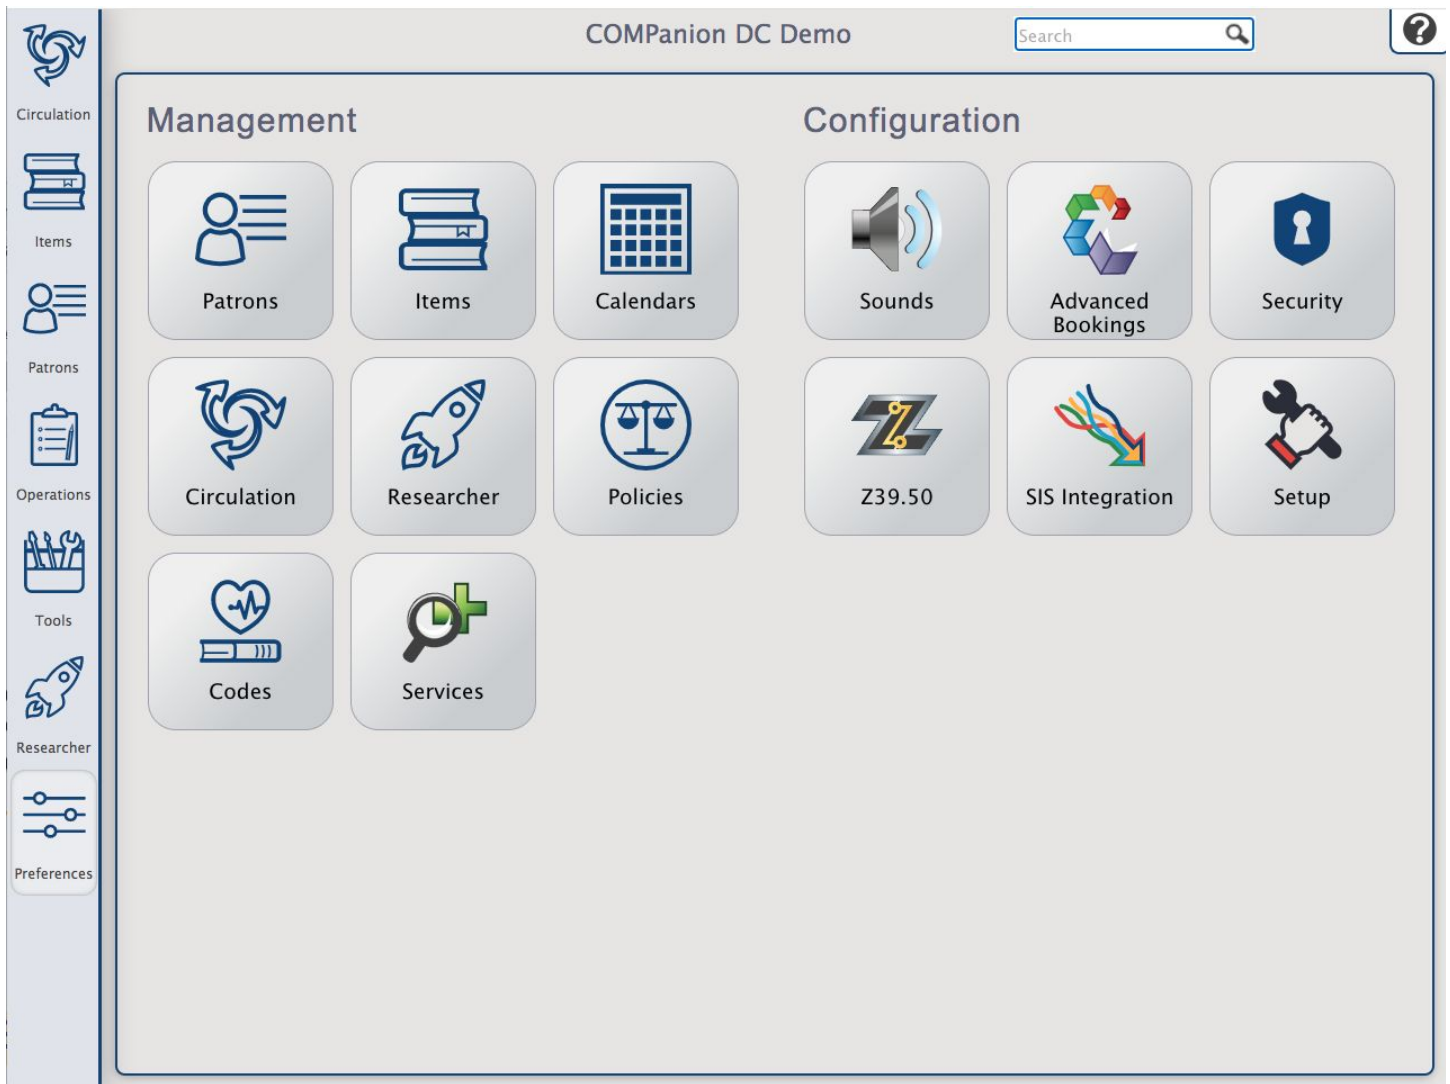 COMPanion DC Demo
Search
Circulation
Items
Patrons
Operations
Tools
Researcher
Preferences
Management
Patrons
Items
Calendars
Circulation
Researcher
Policies
Codes
Services
Configuration
Sounds
Advanced
Bookings
Security
Z39.50
SIS Integration
Setup